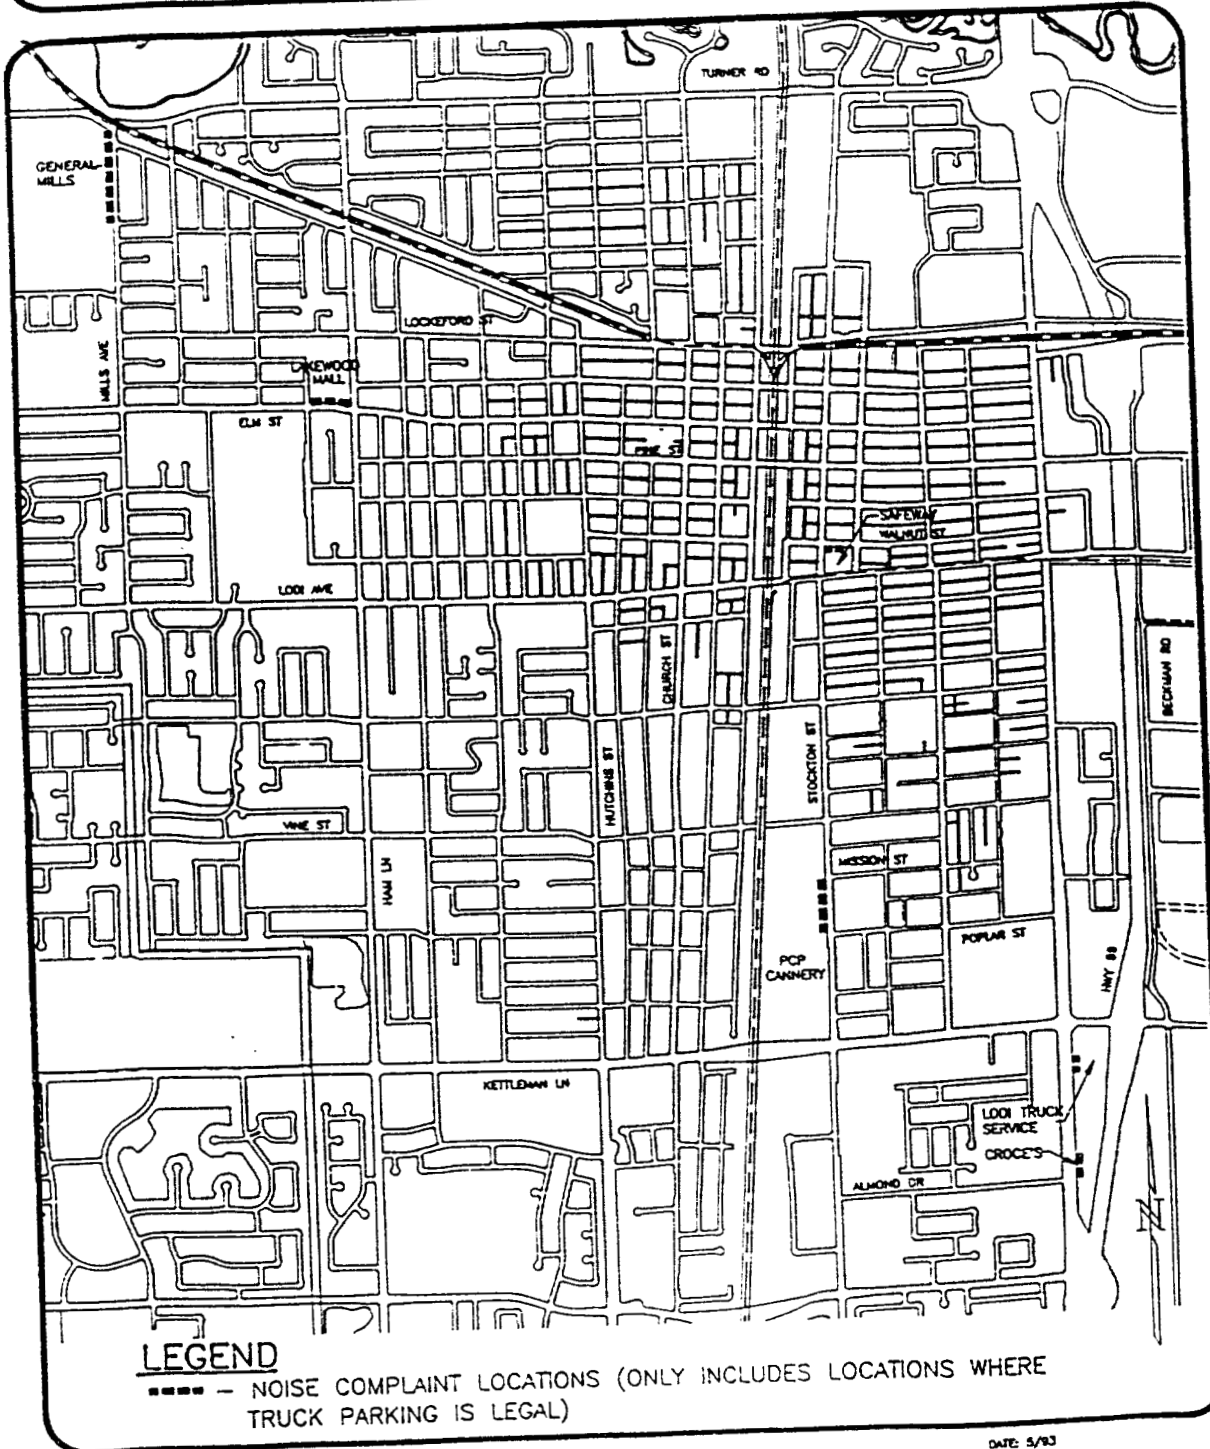 TURNER RD
GENERAL
MILLS
LOCKEFORD ST
MILLS AVE
LAKEWOOD
MALL
ELM ST
PINE ST
SAFEWAY
WALNUT ST
LODI AVE
CHURCH ST
BECKMAN RD
STOCKTON ST
HUTCHINS ST
VINE ST
HAM LN
MISSION ST
POPLAR ST
PCP
CANNERY
KETTLEMAN LN
LODI TRUCK
SERVICE
CROCE'S
ALMOND DR
LEGEND
– NOISE COMPLAINT LOCATIONS (ONLY INCLUDES LOCATIONS WHERE
TRUCK PARKING IS LEGAL)
DATE: 5/93